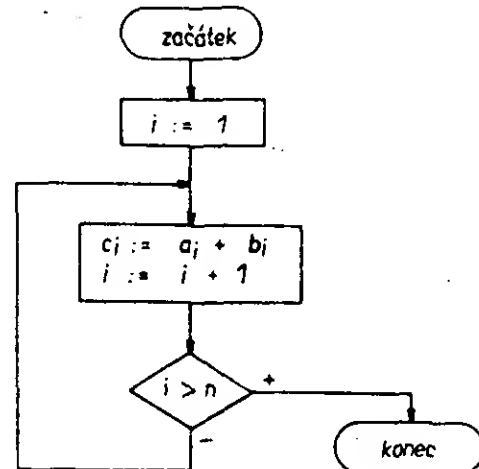 začátek
i := 1
cᵢ := aᵢ + bᵢ
i := i + 1
i > n
+
−
konec